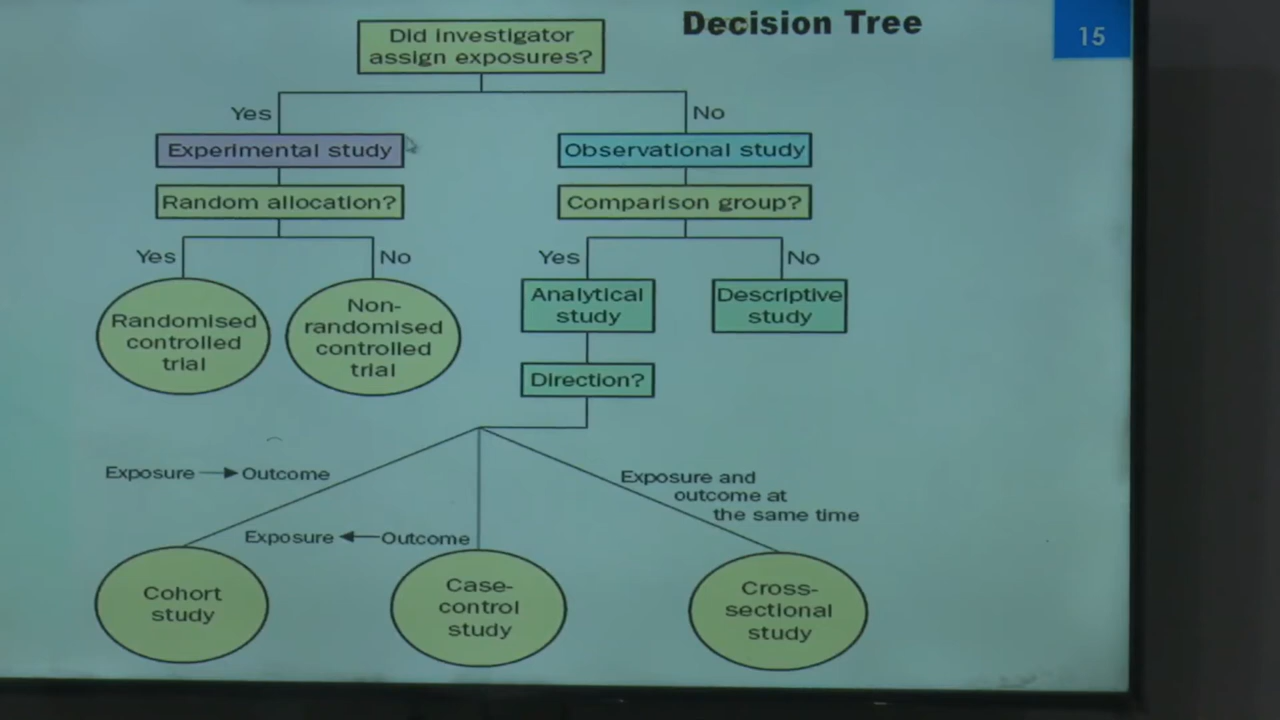 Decision Tree
15
Did investigator
assign exposures?
Yes
No
Experimental study
Observational study
Random allocation?
Comparison group?
Yes
No
Yes
No
Randomised
controlled
trial
Non-
randomised
controlled
trial
Analytical
study
Descriptive
study
Direction?
Exposure → Outcome
Exposure ← Outcome
Exposure and
outcome at
the same time
Cohort
study
Case-
control
study
Cross-
sectional
study